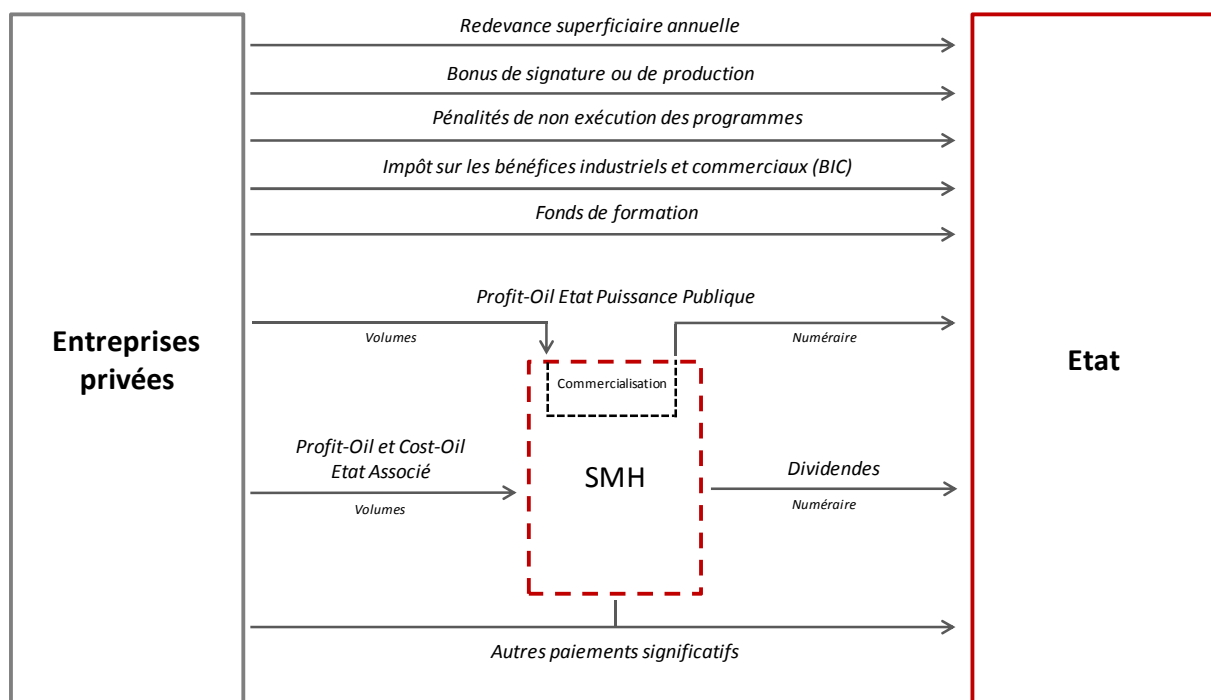 Redevance superficiaire annuelle
Bonus de signature ou de production
Pénalités de non exécution des programmes
Impôt sur les bénéfices industriels et commerciaux (BIC)
Fonds de formation
Profit-Oil Etat Puissance Publique
Volumes
Numéraire
Entreprises
privées
Etat
Commercialisation
Profit-Oil et Cost-Oil
Etat Associé
Volumes
SMH
Dividendes
Numéraire
Autres paiements significatifs